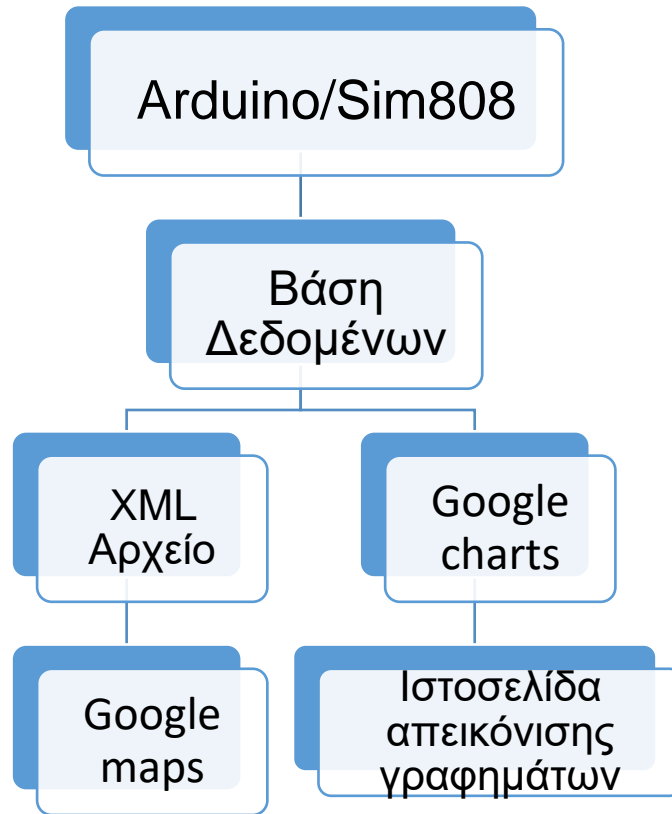 Arduino/Sim808
Βάση
Δεδομένων
XML
Αρχείο
Google
charts
Google
maps
Ιστοσελίδα
απεικόνισης
γραφημάτων